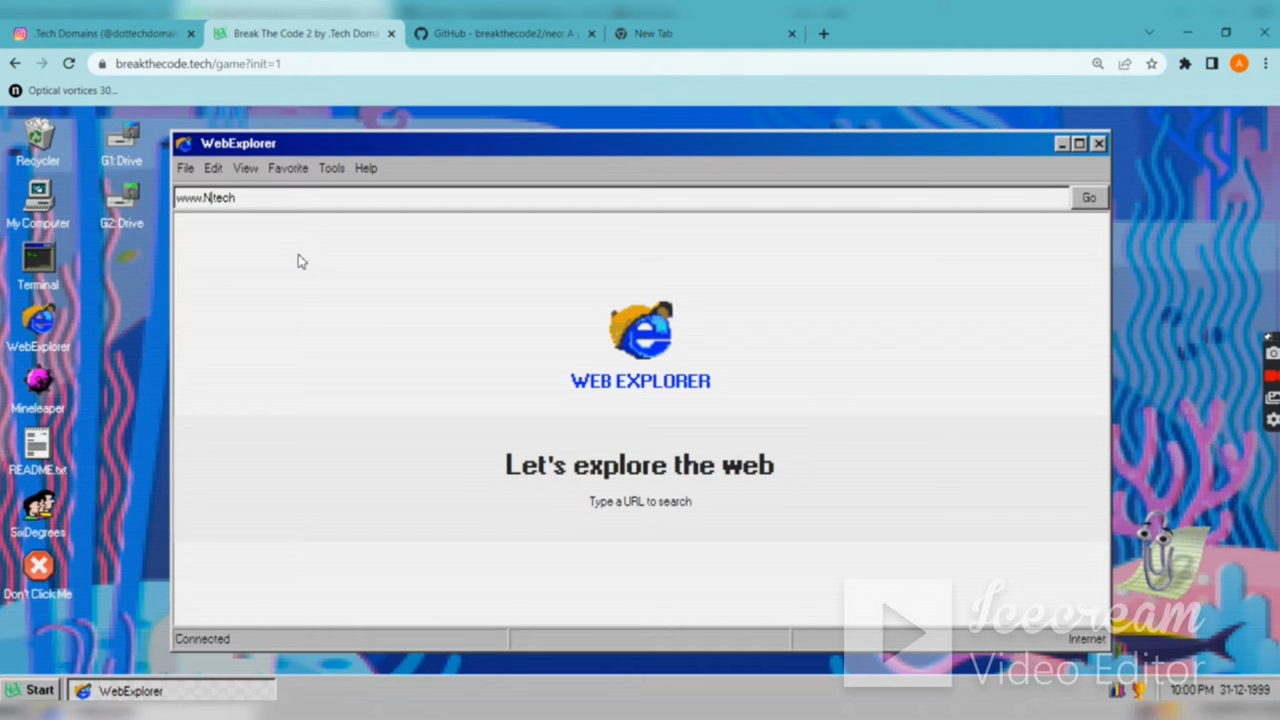 .Tech Domains (@dottechdomai
Break The Code 2 by .Tech Doma
GitHub - breakthecode2/neo: A
New Tab
breakthecode.tech/game?init=1
A
Optical vortices 30...
WebExplorer
File Edit View Favorite Tools Help
www.N.tech
Go
Recycler
G1:Drive
My Computer
G2:Drive
Terminal
WebExplorer
Mineleaper
README.txt
SixDegrees
Don't Click Me
WEB EXPLORER
Let's explore the web
Type a URL to search
Connected
Internet
Icecream
Video Editor
Start
WebExplorer
10:00 PM 31-12-1999